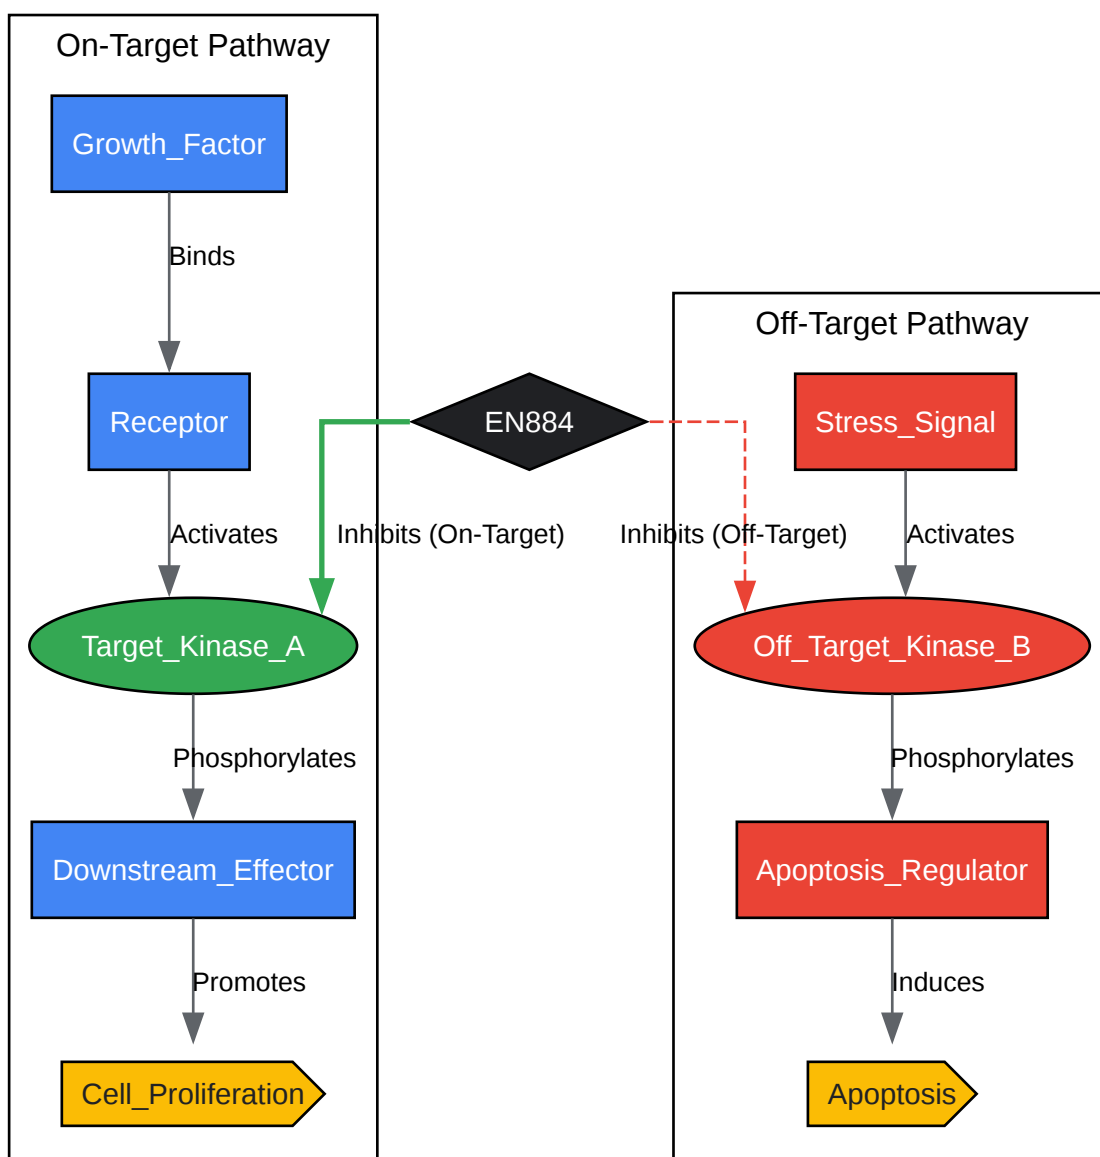 On-Target Pathway
Growth_Factor
Binds
Receptor
Activates
Target_Kinase_A
Phosphorylates
Downstream_Effector
Promotes
Cell_Proliferation
EN884
Inhibits (On-Target)
Inhibits (Off-Target)
Off-Target Pathway
Stress_Signal
Activates
Off_Target_Kinase_B
Phosphorylates
Apoptosis_Regulator
Induces
Apoptosis